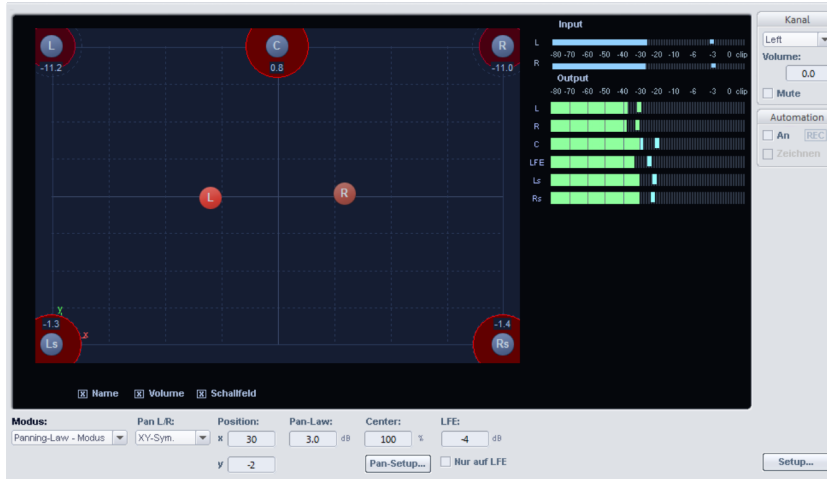 Input
L
-80 -70 -60 -50 -40 -30 -20 -10 -6 -3 0 clip
R
Output
-80 -70 -60 -50 -40 -30 -20 -10 -6 -3 0 clip
L
R
C
LFE
Ls
Rs
L
C
R
-11.2
0.8
-11.0
L
R
y
x
-1.3
-1.4
Ls
Rs
x Name x Volume x Schallfeld
Kanal
Left
Volume:
0.0
Mute
Automation
An REC
Zeichnen
Modus: Pan L/R: Position: Pan-Law: Center: LFE:
Panning-Law - Modus XY-Sym. x 30 3.0 dB 100 % -4 dB
y -2 Pan-Setup... Nur auf LFE
Setup...